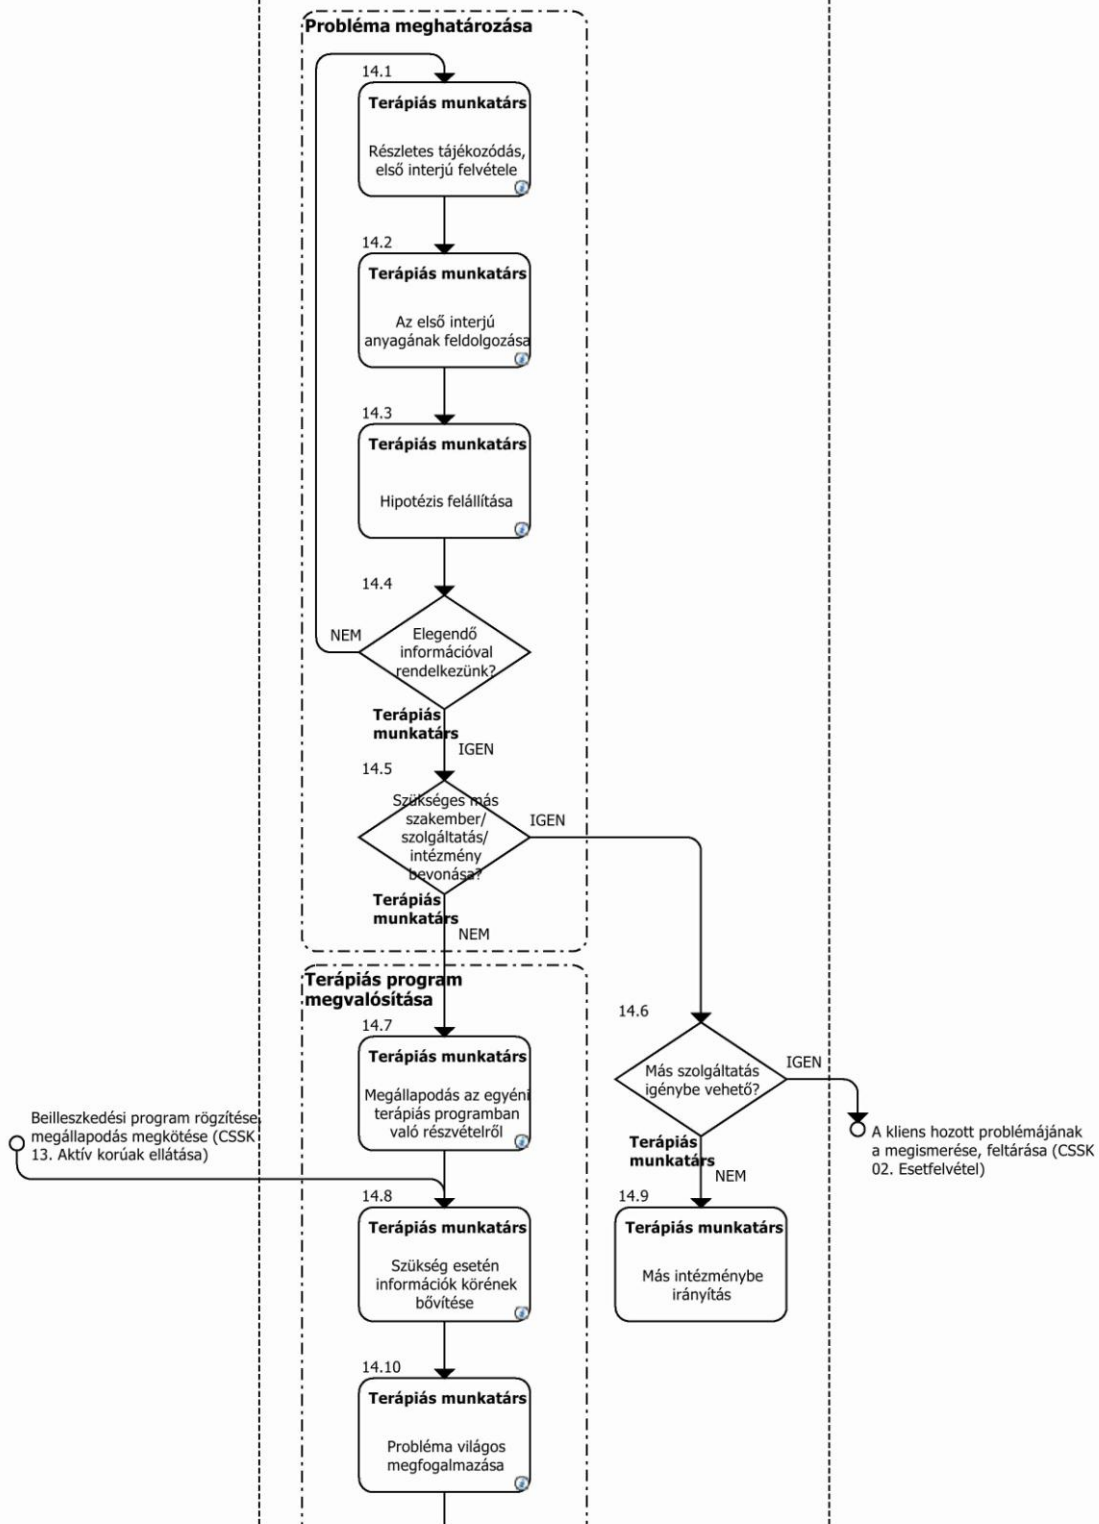 Probléma meghatározása
14.1
Terápiás munkatárs
Részletes tájékozódás,
első interjú felvétele
14.2
Terápiás munkatárs
Az első interjú
anyagának feldolgozása
14.3
Terápiás munkatárs
Hipotézis felállítása
14.4
NEM
Elegendő
információval
rendelkezünk?
Terápiás
munkatárs
IGEN
14.5
Szükséges más
szakember/
szolgáltatás/
intézmény
bevonása?
IGEN
Terápiás
munkatárs
NEM
Terápiás program
megvalósítása
14.7
Terápiás munkatárs
Megállapodás az egyéni
terápiás programban
való részvételről
14.6
Más szolgáltatás
igénybe vehető?
IGEN
Terápiás
munkatárs
NEM
A kliens hozott problémájának
a megismerése, feltárása (CSSK
02. Esetfelvétel)
Beilleszkedési program rögzítése,
megállapodás megkötése (CSSK
13. Aktív korúak ellátása)
14.8
Terápiás munkatárs
Szükség esetén
információk körének
bővítése
14.9
Terápiás munkatárs
Más intézménybe
irányítás
14.10
Terápiás munkatárs
Probléma világos
megfogalmazása